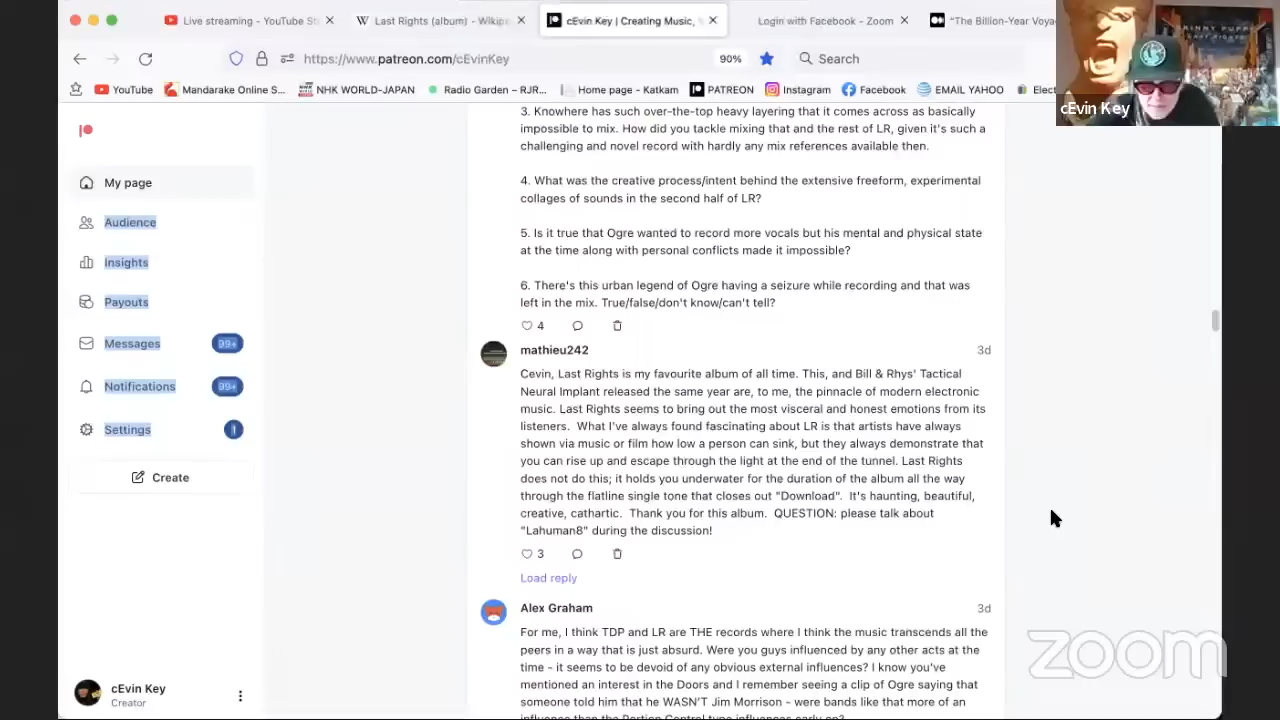 Live streaming - YouTube St
Last Rights (album) - Wikipe
cEvin Key | Creating Music,
Login with Facebook - Zoom
"The Billion-Year Voya
https://www.patreon.com/cEvinKey
90%
Search
YouTube
Mandarake Online S...
NHK WORLD-JAPAN
Radio Garden – RJR...
Home page - Katkam
PATREON
Instagram
Facebook
EMAIL YAHOO
Elect
cEvin Key
My page
Audience
Insights
Payouts
Messages 99+
Notifications 99+
Settings 1
Create
cEvin Key
Creator
3. Knowhere has such over-the-top heavy layering that it comes across as basically
impossible to mix. How did you tackle mixing that and the rest of LR, given it's such a
challenging and novel record with hardly any mix references available then.
4. What was the creative process/intent behind the extensive freeform, experimental
collages of sounds in the second half of LR?
5. Is it true that Ogre wanted to record more vocals but his mental and physical state
at the time along with personal conflicts made it impossible?
6. There's this urban legend of Ogre having a seizure while recording and that was
left in the mix. True/false/don't know/can't tell?
4
mathieu242 3d
Cevin, Last Rights is my favourite album of all time. This, and Bill & Rhys' Tactical
Neural Implant released the same year are, to me, the pinnacle of modern electronic
music. Last Rights seems to bring out the most visceral and honest emotions from its
listeners. What I've always found fascinating about LR is that artists have always
shown via music or film how low a person can sink, but they always demonstrate that
you can rise up and escape through the light at the end of the tunnel. Last Rights
does not do this; it holds you underwater for the duration of the album all the way
through the flatline single tone that closes out "Download". It's haunting, beautiful,
creative, cathartic. Thank you for this album. QUESTION: please talk about
"Lahuman8" during the discussion!
3
Load reply
Alex Graham 3d
For me, I think TDP and LR are THE records where I think the music transcends all the
peers in a way that is just absurd. Were you guys influenced by any other acts at the
time - it seems to be devoid of any obvious external influences? I know you've
mentioned an interest in the Doors and I remember seeing a clip of Ogre saying that
someone told him that he WASN'T Jim Morrison - were bands like that more of an
influence than the Portion Control type influences early on?
zoom